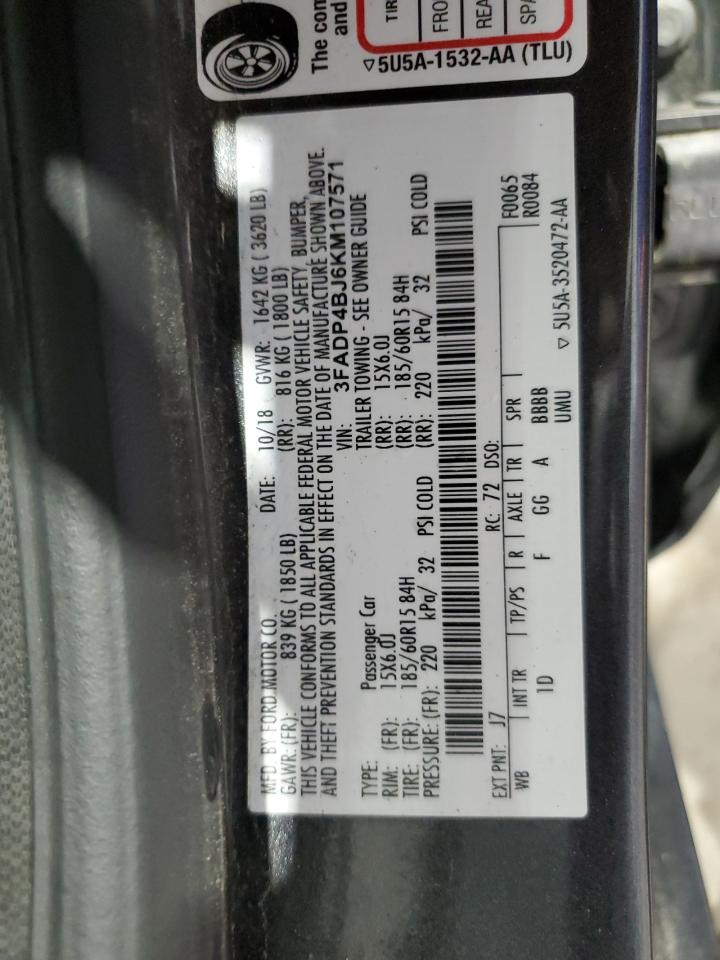 The com
and
TIR
FRO
REA
SPA
▽5U5A-1532-AA (TLU)
MFD. BY FORD MOTOR CO. DATE: 10/18 GVWR: 1642 KG ( 3620 LB)
GAWR: (FR): 839 KG ( 1850 LB) (RR): 816 KG ( 1800 LB)
THIS VEHICLE CONFORMS TO ALL APPLICABLE FEDERAL MOTOR VEHICLE SAFETY, BUMPER,
AND THEFT PREVENTION STANDARDS IN EFFECT ON THE DATE OF MANUFACTURE SHOWN ABOVE.
VIN: 3FADP4BJ6KM107571
TYPE: Passenger Car TRAILER TOWING - SEE OWNER GUIDE
RIM: (FR): 15X6.0J (RR): 15X6.0J
TIRE: (FR): 185/60R15 84H (RR): 185/60R15 84H
PRESSURE: (FR): 220 kPa/ 32 PSI COLD (RR): 220 kPa/ 32 PSI COLD
EXT PNT: J7 RC: 72 DSO: F0065
R0084
WB INT TR TP/PS R AXLE TR SPR
1D F GG A BBBB
UMU
▽ 5U5A-3520472-AA